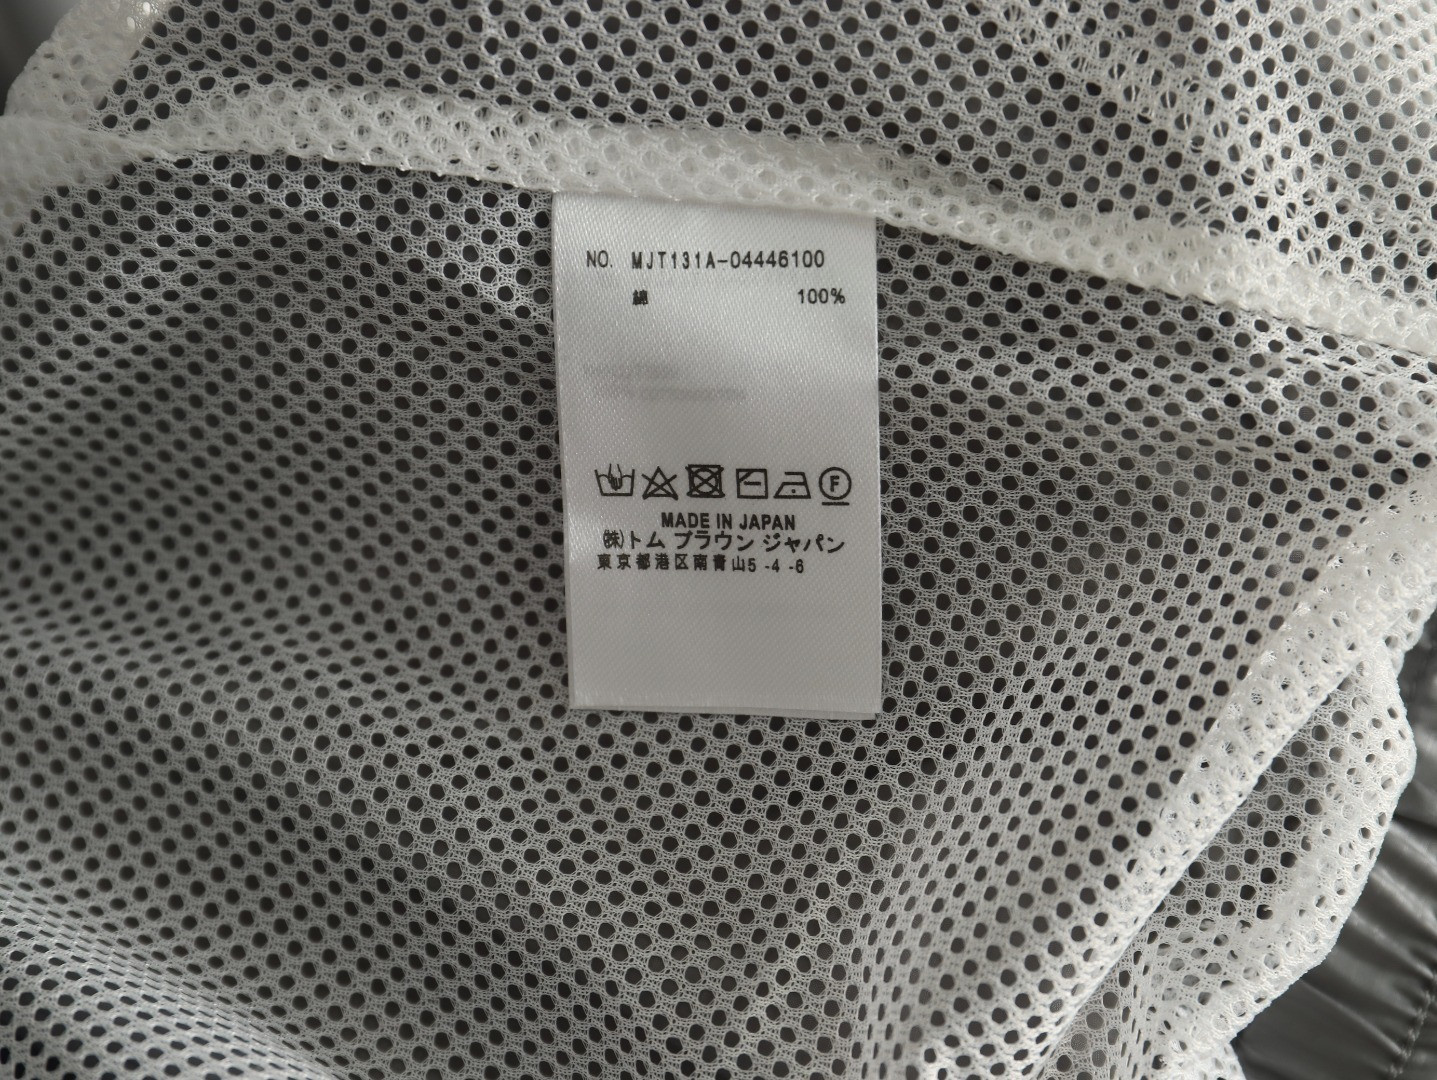 NO. MJT131A-04446100
綿 100%
F
MADE IN JAPAN
(株)トム ブラウン ジャパン
東京都港区南青山5-4-6